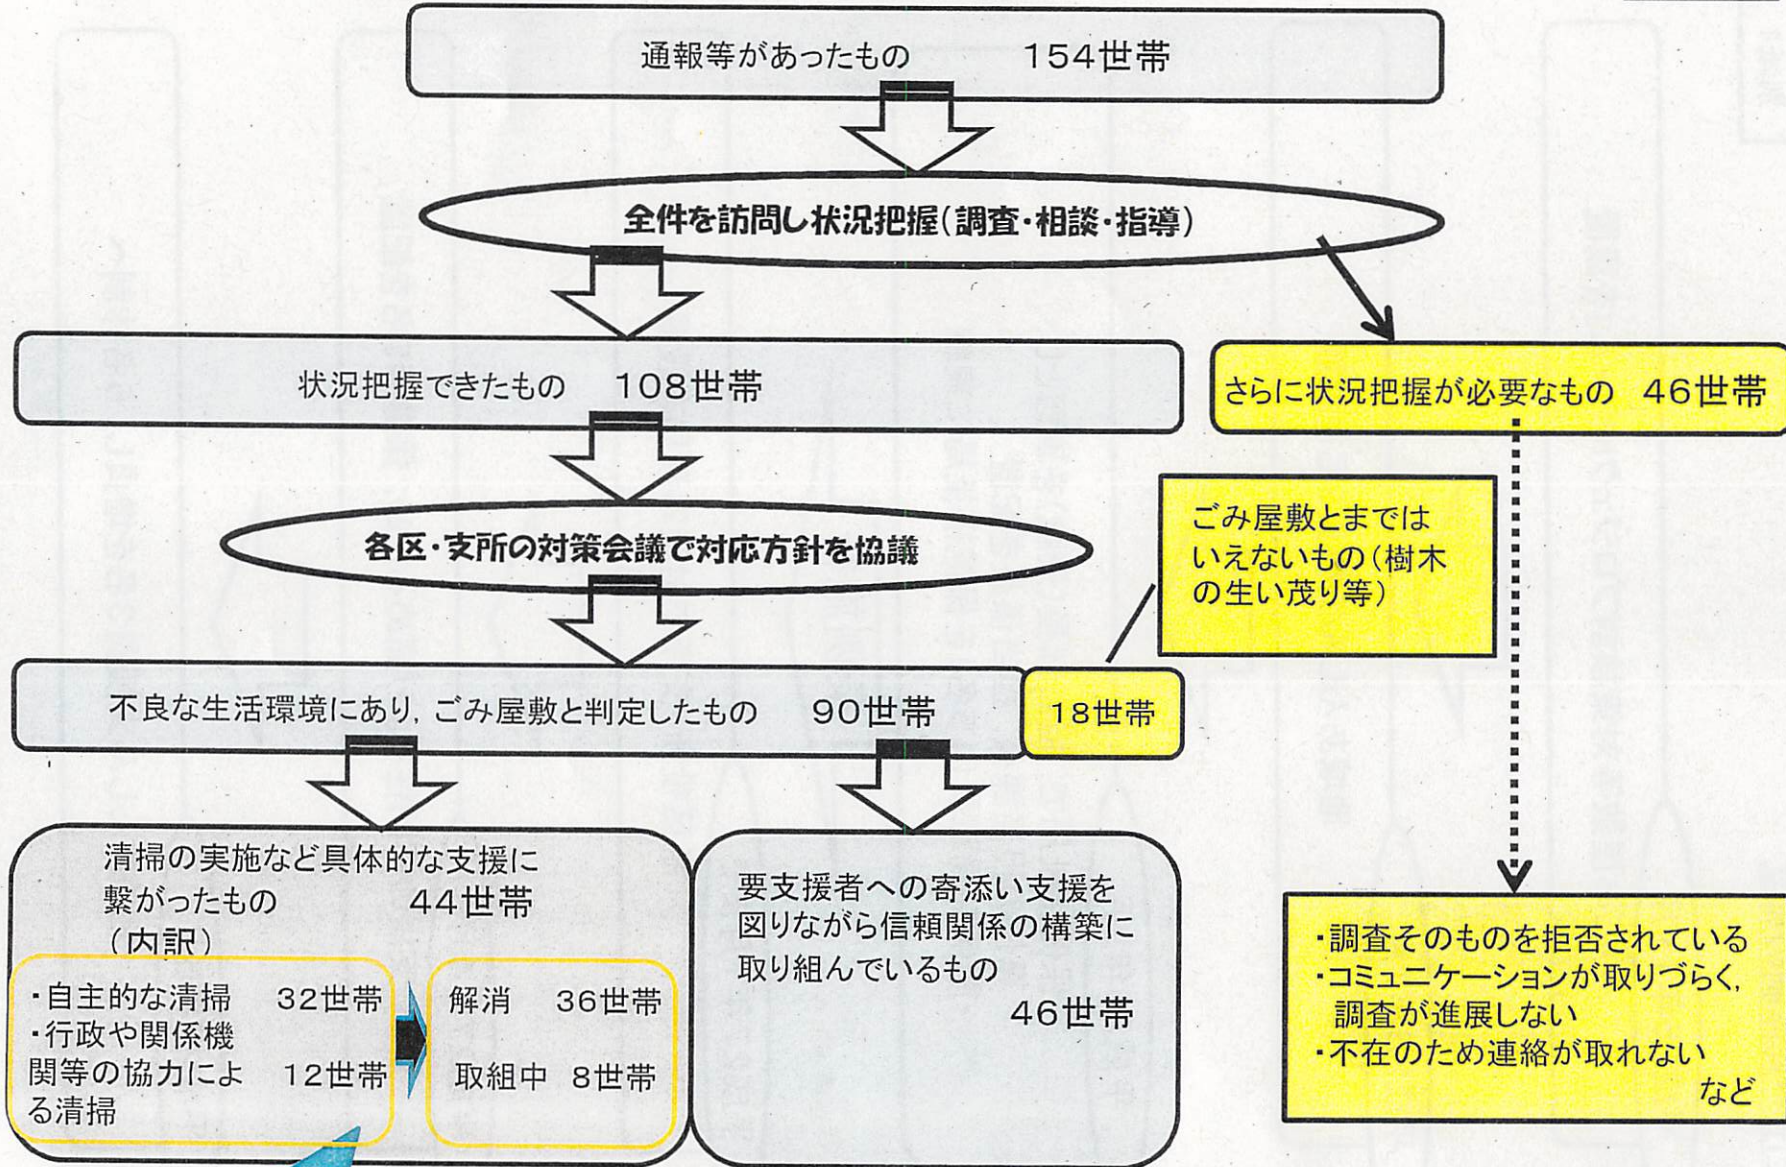 通報等があったもの 154世帯
全件を訪問し状況把握(調査・相談・指導)
状況把握できたもの 108世帯
さらに状況把握が必要なもの 46世帯
各区・支所の対策会議で対応方針を協議
ごみ屋敷とまでは
いえないもの(樹木
の生い茂り等)
不良な生活環境にあり，ごみ屋敷と判定したもの 90世帯
18世帯
清掃の実施など具体的な支援に
繋がったもの 44世帯
(内訳)
・自主的な清掃 32世帯
・行政や関係機
関等の協力によ 12世帯
る清掃
解消 36世帯
取組中 8世帯
要支援者への寄添い支援を
図りながら信頼関係の構築に
取り組んでいるもの
46世帯
・調査そのものを拒否されている
・コミュニケーションが取りづらく，
調査が進展しない
・不在のため連絡が取れない
など